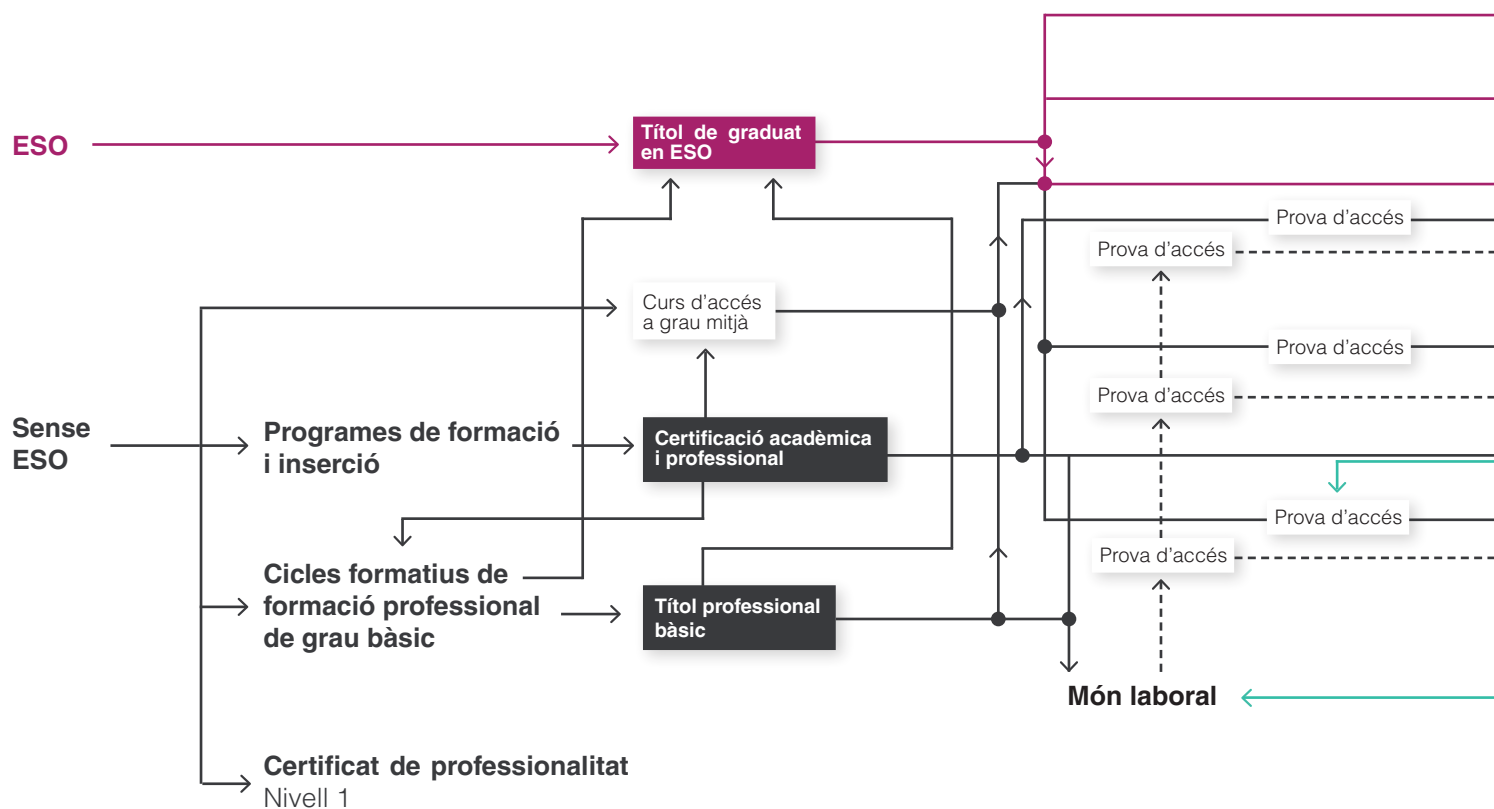 ESO
Títol de graduat
en ESO
Prova d'accés
Prova d'accés
Curs d'accés
a grau mitjà
Prova d'accés
Prova d'accés
Sense
ESO
Programes de formació
i inserció
Certificació acadèmica
i professional
Prova d'accés
Prova d'accés
Cicles formatius de
formació professional
de grau bàsic
Títol professional
bàsic
Món laboral
Certificat de professionalitat
Nivell 1